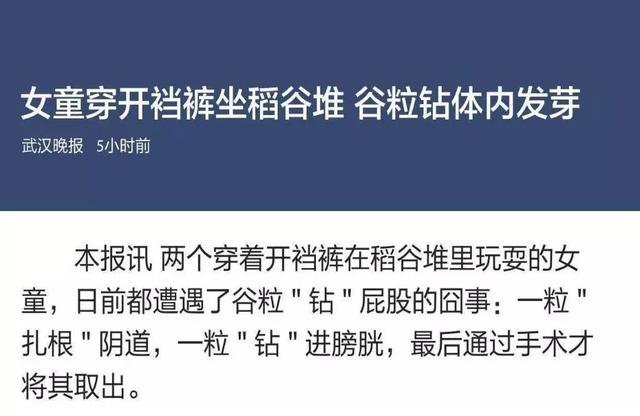 女童穿开裆裤坐稻谷堆 谷粒钻体内发芽
武汉晚报 5小时前
本报讯 两个穿着开裆裤在稻谷堆里玩耍的女
童，日前都遭遇了谷粒"钻"屁股的囧事：一粒"
扎根"阴道，一粒"钻"进膀胱，最后通过手术才
将其取出。